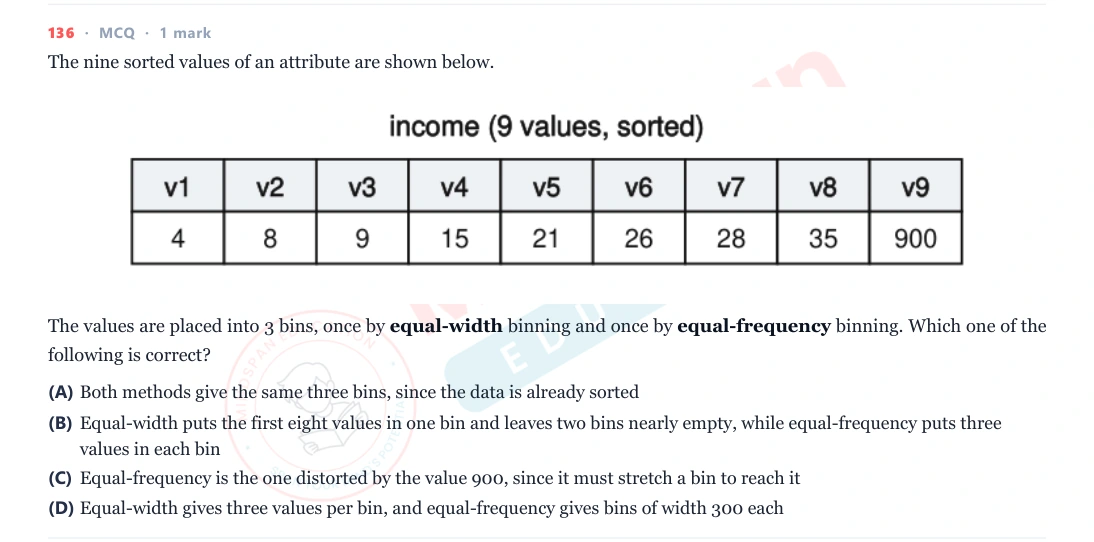 136 · MCQ · 1 mark
The nine sorted values of an attribute are shown below.
income (9 values, sorted)
v1 v2 v3 v4 v5 v6 v7 v8 v9
4 8 9 15 21 26 28 35 900
The values are placed into 3 bins, once by equal-width binning and once by equal-frequency binning. Which one of the
following is correct?
(A) Both methods give the same three bins, since the data is already sorted
(B) Equal-width puts the first eight values in one bin and leaves two bins nearly empty, while equal-frequency puts three
values in each bin
(C) Equal-frequency is the one distorted by the value 900, since it must stretch a bin to reach it
(D) Equal-width gives three values per bin, and equal-frequency gives bins of width 300 each